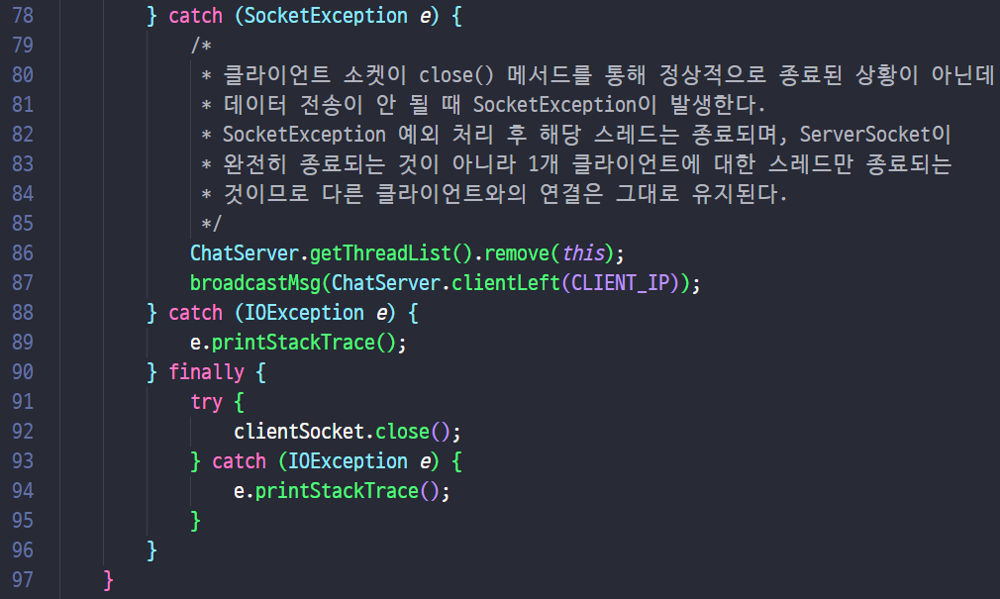 78 } catch (SocketException e) {
79 /*
80 * 클라이언트 소켓이 close() 메서드를 통해 정상적으로 종료된 상황이 아닌데
81 * 데이터 전송이 안 될 때 SocketException이 발생한다.
82 * SocketException 예외 처리 후 해당 스레드는 종료되며, ServerSocket이
83 * 완전히 종료되는 것이 아니라 1개 클라이언트에 대한 스레드만 종료되는
84 * 것이므로 다른 클라이언트와의 연결은 그대로 유지된다.
85 */
86 ChatServer.getThreadList().remove(this);
87 broadcastMsg(ChatServer.clientLeft(CLIENT_IP));
88 } catch (IOException e) {
89 e.printStackTrace();
90 } finally {
91 try {
92 clientSocket.close();
93 } catch (IOException e) {
94 e.printStackTrace();
95 }
96 }
97 }